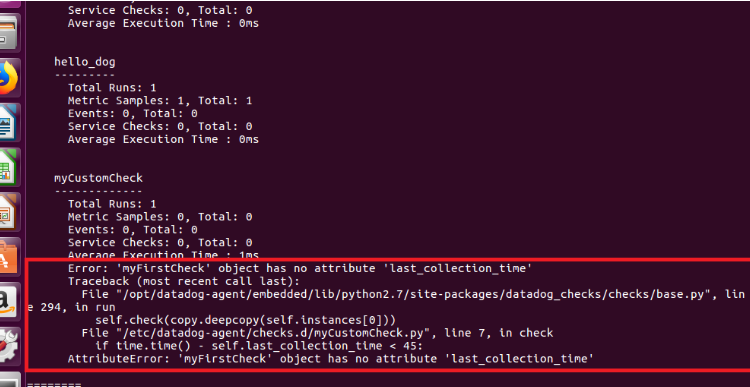 Service Checks: 0, Total: 0
Average Execution Time : 0ms
hello_dog
---------
Total Runs: 1
Metric Samples: 1, Total: 1
Events: 0, Total: 0
Service Checks: 0, Total: 0
Average Execution Time : 0ms
myCustomCheck
-------------
Total Runs: 1
Metric Samples: 0, Total: 0
Events: 0, Total: 0
Service Checks: 0, Total: 0
Average Execution Time : 1ms
Error: 'myFirstCheck' object has no attribute 'last_collection_time'
Traceback (most recent call last):
File "/opt/datadog-agent/embedded/lib/python2.7/site-packages/datadog_checks/checks/base.py", lin
e 294, in run
self.check(copy.deepcopy(self.instances[0]))
File "/etc/datadog-agent/checks.d/myCustomCheck.py", line 7, in check
if time.time() - self.last_collection_time < 45:
AttributeError: 'myFirstCheck' object has no attribute 'last_collection_time'
========